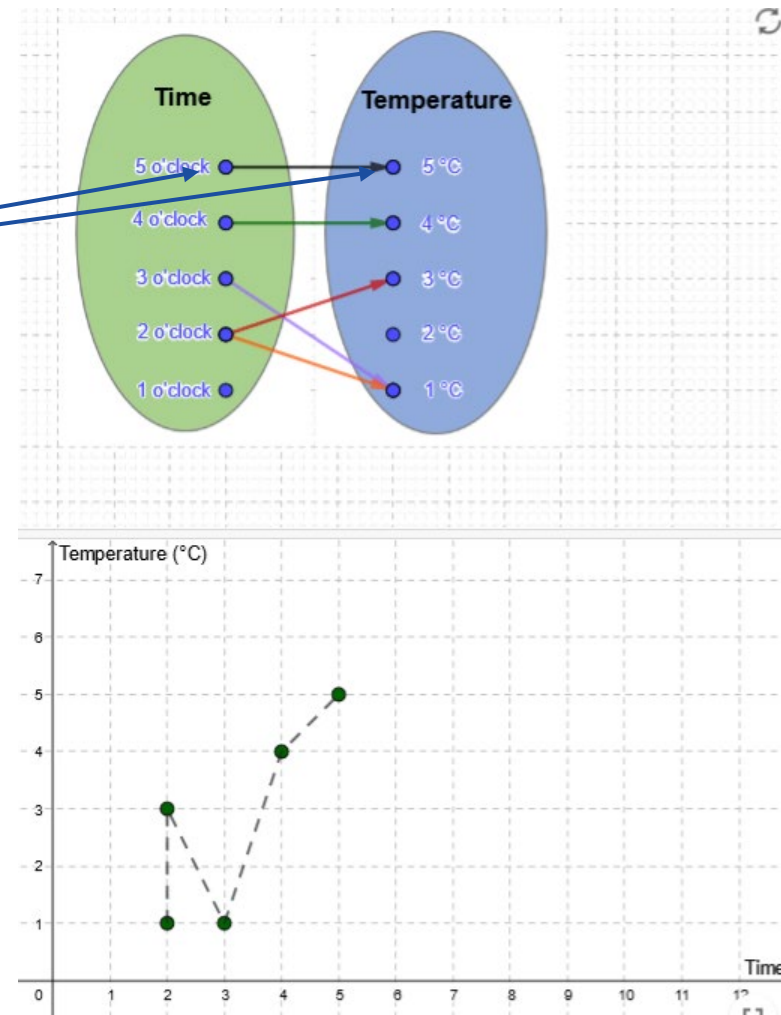 Time Temperature
5 o'clock 5 °C
4 o'clock 4 °C
3 o'clock 3 °C
2 o'clock 2 °C
1 o'clock 1 °C
Temperature (°C)
7
6
5
4
3
2
1
Time
0 1 2 3 4 5 6 7 8 9 10 11 12